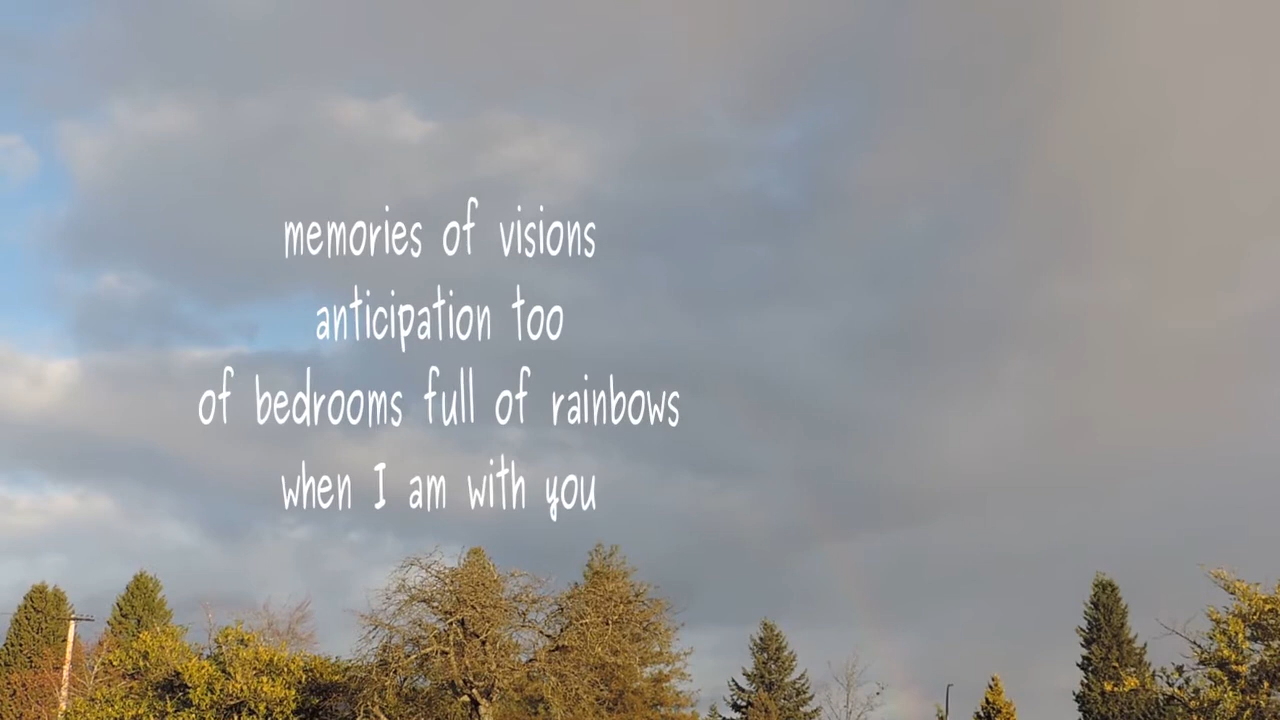 memories of visions
anticipation too
of bedrooms full of rainbows
when I am with you